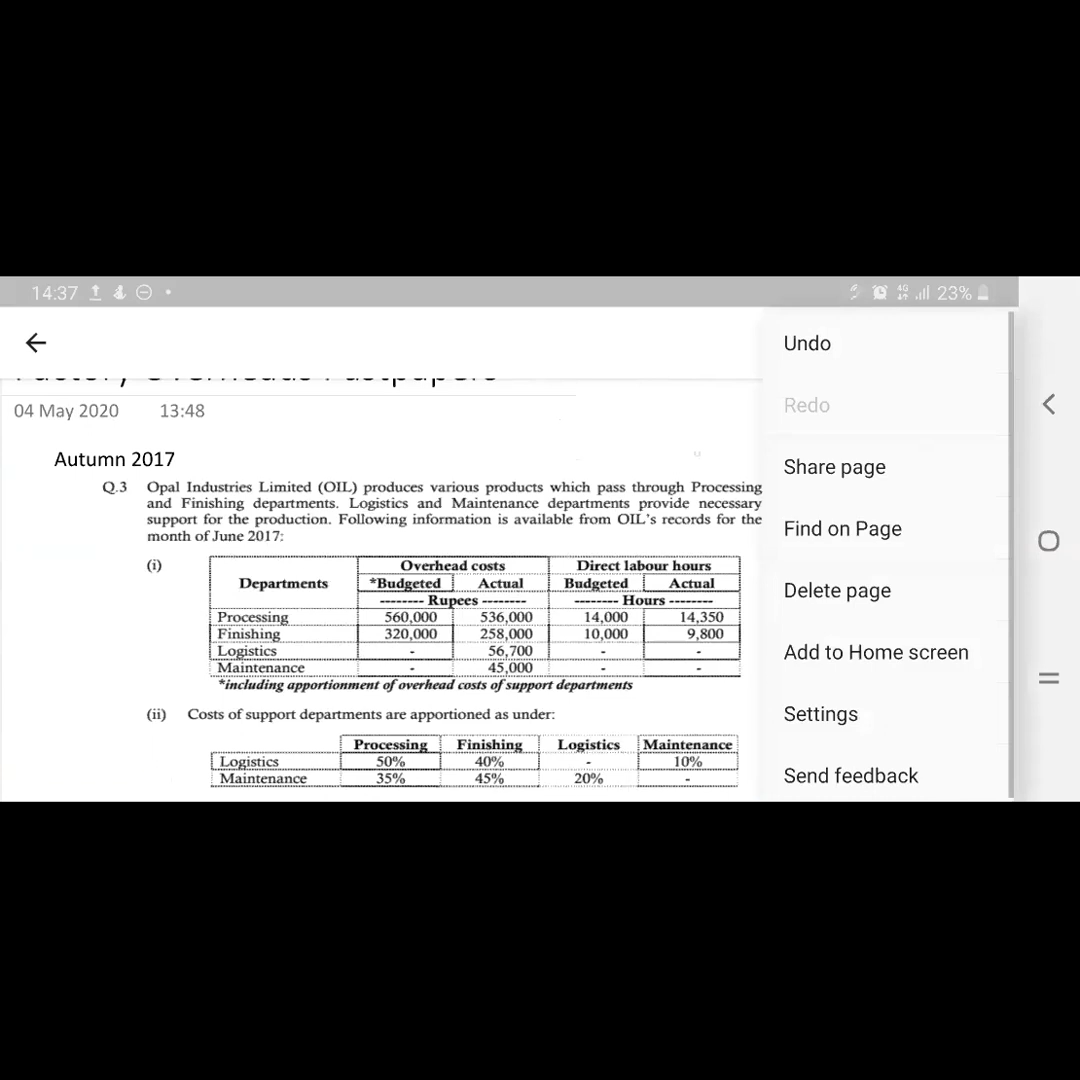 14:37 4G 23%
Undo
04 May 2020 13:48
Redo
Autumn 2017
Share page
Q.3 Opal Industries Limited (OIL) produces various products which pass through Processing
and Finishing departments. Logistics and Maintenance departments provide necessary
support for the production. Following information is available from OIL's records for the
month of June 2017:
Find on Page
(i) Overhead costs Direct labour hours
Departments *Budgeted Actual Budgeted Actual
-------- Rupees ------- -------- Hours --------
Delete page
Processing 560,000 536,000 14,000 14,350
Finishing 320,000 258,000 10,000 9,800
Logistics - 56,700 - -
Add to Home screen
Maintenance - 45,000 - -
*including apportionment of overhead costs of support departments
(ii) Costs of support departments are apportioned as under:
Settings
Processing Finishing Logistics Maintenance
Logistics 50% 40% - 10%
Maintenance 35% 45% 20% -
Send feedback